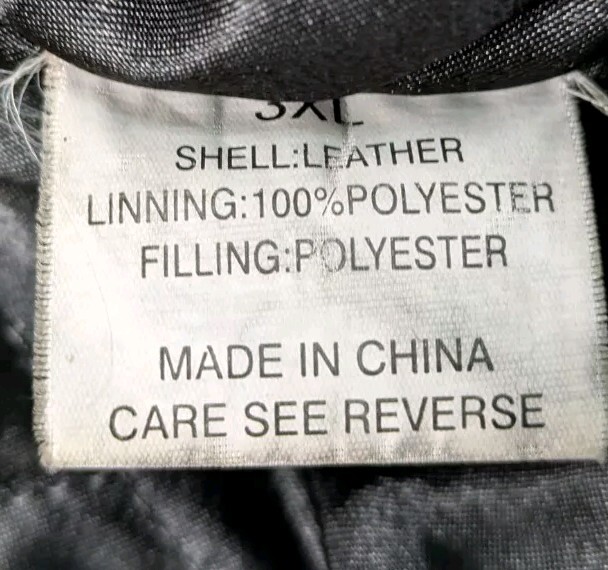 3XL
SHELL:LEATHER
LINNING:100%POLYESTER
FILLING:POLYESTER
MADE IN CHINA
CARE SEE REVERSE